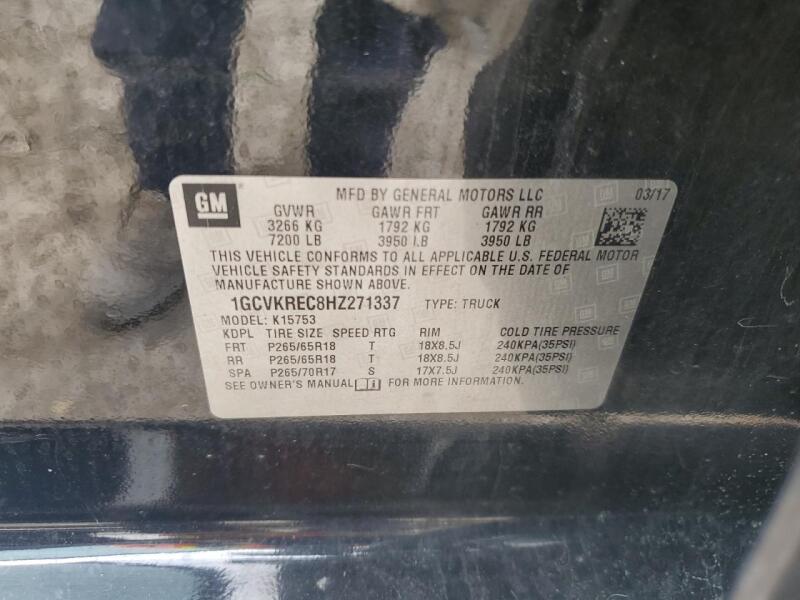 GM
MFD BY GENERAL MOTORS LLC 03/17
GVWR GAWR FRT GAWR RR
3266 KG 1792 KG 1792 KG
7200 LB 3950 LB 3950 LB
THIS VEHICLE CONFORMS TO ALL APPLICABLE U.S. FEDERAL MOTOR
VEHICLE SAFETY STANDARDS IN EFFECT ON THE DATE OF
MANUFACTURE SHOWN ABOVE.
1GCVKREC8HZ271337 TYPE: TRUCK
MODEL: K15753
KDPL TIRE SIZE SPEED RTG RIM COLD TIRE PRESSURE
FRT P265/65R18 T 18X8.5J 240KPA(35PSI)
RR P265/65R18 T 18X8.5J 240KPA(35PSI)
SPA P265/70R17 S 17X7.5J 240KPA(35PSI)
SEE OWNER'S MANUAL FOR MORE INFORMATION.